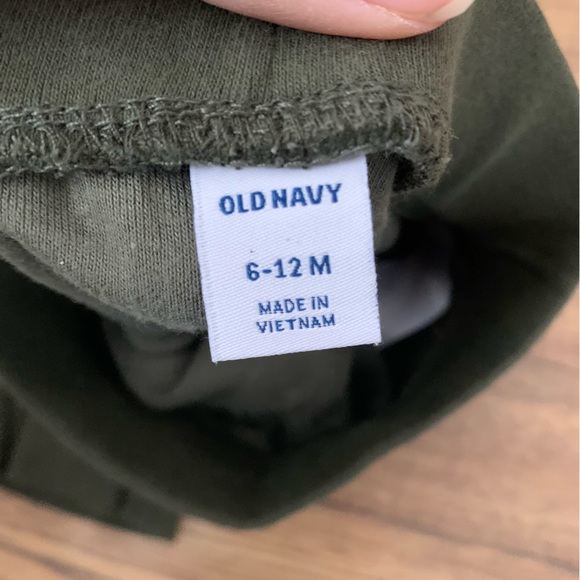 OLD NAVY
6-12 M
MADE IN
VIETNAM